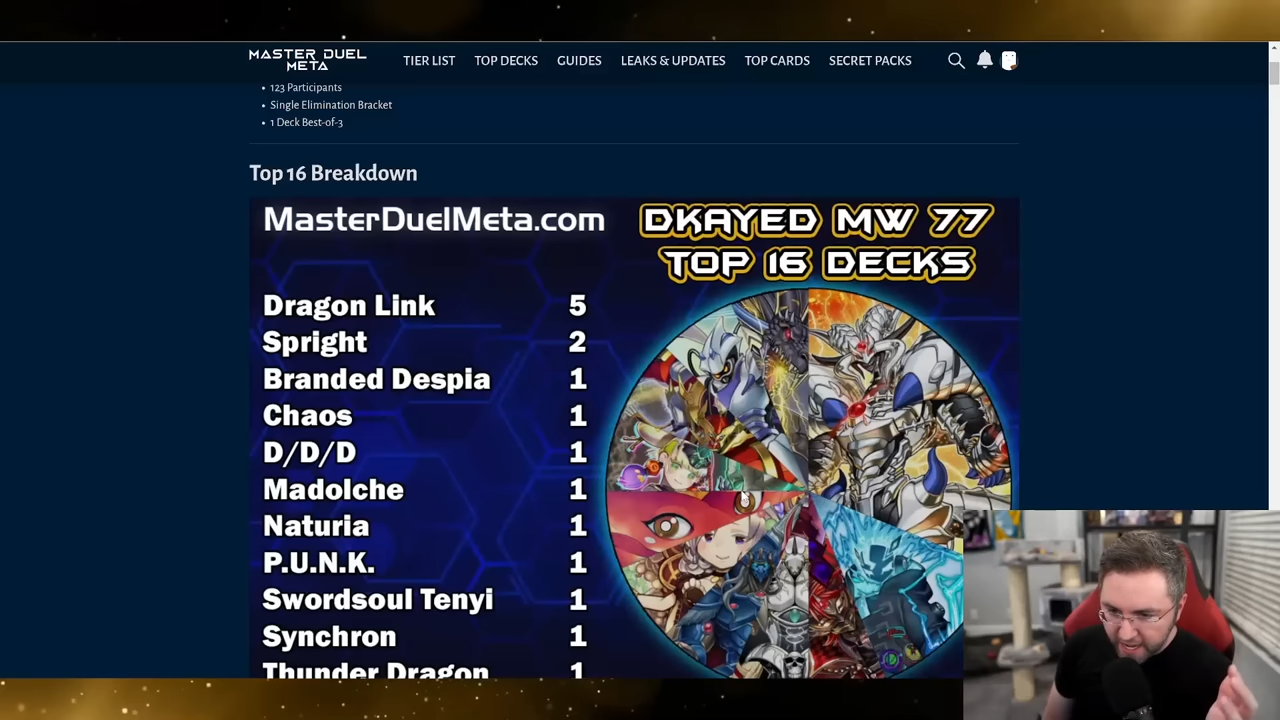 MASTER DUEL
META
TIER LIST
TOP DECKS
GUIDES
LEAKS & UPDATES
TOP CARDS
SECRET PACKS
• 123 Participants
• Single Elimination Bracket
• 1 Deck Best-of-3
Top 16 Breakdown
MasterDuelMeta.com
DKAYED MW 77
TOP 16 DECKS
Dragon Link 5
Spright 2
Branded Despia 1
Chaos 1
D/D/D 1
Madolche 1
Naturia 1
P.U.N.K. 1
Swordsoul Tenyi 1
Synchron 1
Thunder Dragon 1